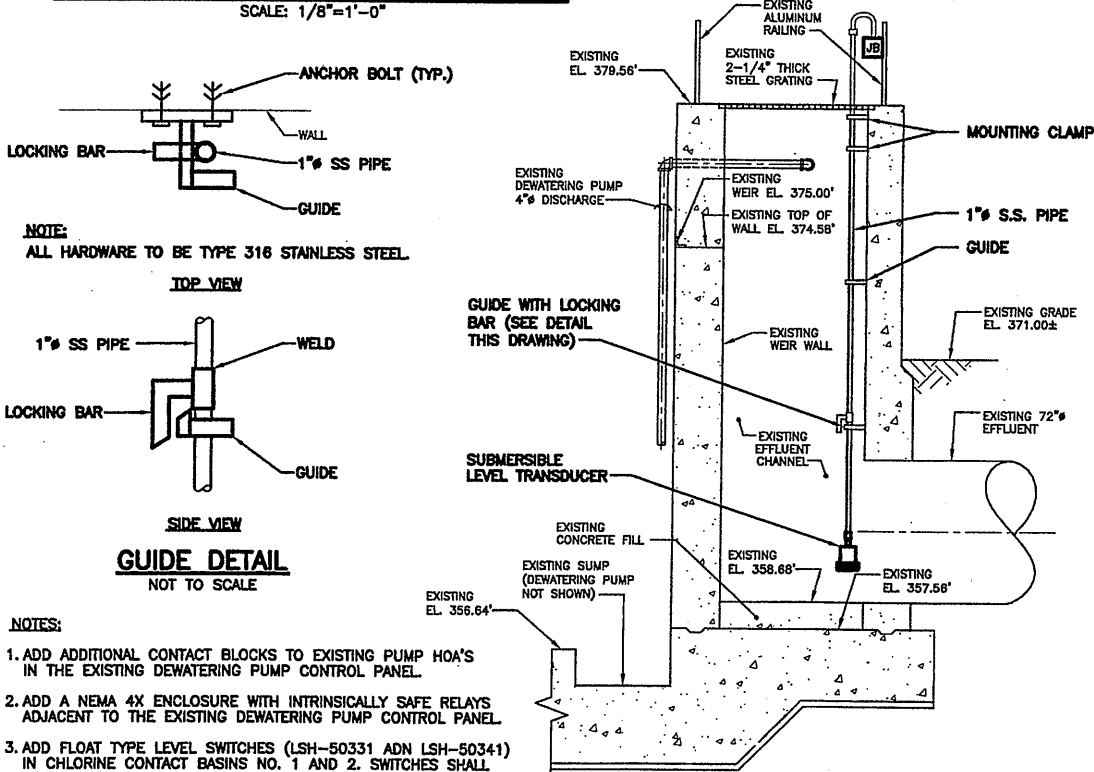 SCALE: 1/8"=1'-0"
ANCHOR BOLT (TYP.)
WALL
LOCKING BAR
1"ø SS PIPE
GUIDE
NOTE:
ALL HARDWARE TO BE TYPE 316 STAINLESS STEEL.
TOP VIEW
1"ø SS PIPE
WELD
LOCKING BAR
GUIDE
SIDE VIEW
GUIDE DETAIL
NOT TO SCALE
NOTES:
1. ADD ADDITIONAL CONTACT BLOCKS TO EXISTING PUMP HOA'S
IN THE EXISTING DEWATERING PUMP CONTROL PANEL.
2. ADD A NEMA 4X ENCLOSURE WITH INTRINSICALLY SAFE RELAYS
ADJACENT TO THE EXISTING DEWATERING PUMP CONTROL PANEL.
3. ADD FLOAT TYPE LEVEL SWITCHES (LSH-50331 ADN LSH-50341)
IN CHLORINE CONTACT BASINS NO. 1 AND 2. SWITCHES SHALL
EXISTING
ALUMINUM
RAILING
JB
EXISTING
EL. 379.56'
EXISTING
2-1/4" THICK
STEEL GRATING
MOUNTING CLAMP
EXISTING
DEWATERING PUMP
4"ø DISCHARGE
EXISTING
WEIR EL. 375.00'
EXISTING TOP OF
WALL EL. 374.58'
1"ø S.S. PIPE
GUIDE
GUIDE WITH LOCKING
BAR (SEE DETAIL
THIS DRAWING)
EXISTING
WEIR WALL
EXISTING GRADE
EL. 371.00±
EXISTING 72"ø
EFFLUENT
EXISTING
EFFLUENT
CHANNEL
SUBMERSIBLE
LEVEL TRANSDUCER
EXISTING
CONCRETE FILL
EXISTING SUMP
(DEWATERING PUMP
NOT SHOWN)
EXISTING
EL. 358.68'
EXISTING
EL. 357.56'
EXISTING
EL. 356.64'